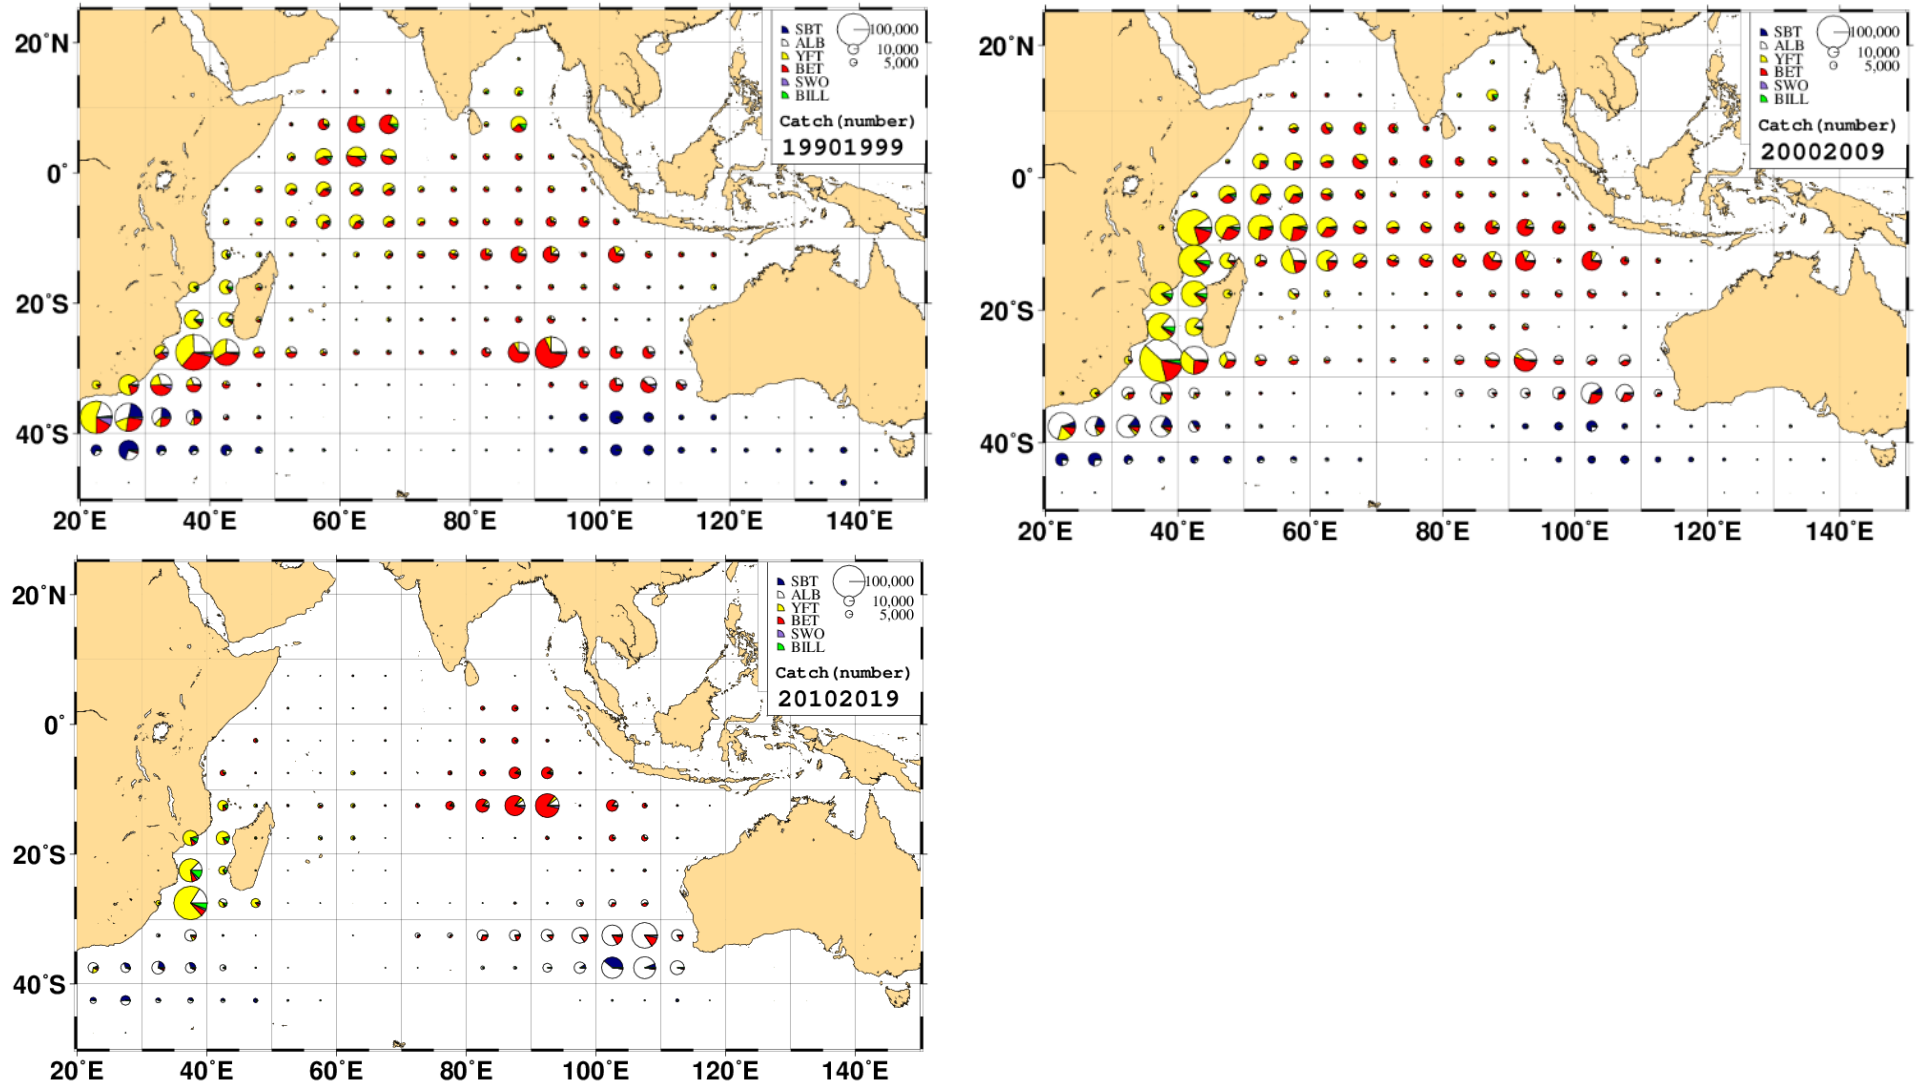 SBT
ALB
YFT
BET
SWO
BILL
100,000
10,000
5,000
Catch(number)
19901999
20˚N
0˚
20˚S
40˚S
20˚E 40˚E 60˚E 80˚E 100˚E 120˚E 140˚E
SBT
ALB
YFT
BET
SWO
BILL
100,000
10,000
5,000
Catch(number)
20002009
20˚N
0˚
20˚S
40˚S
20˚E 40˚E 60˚E 80˚E 100˚E 120˚E 140˚E
SBT
ALB
YFT
BET
SWO
BILL
100,000
10,000
5,000
Catch(number)
20102019
20˚N
0˚
20˚S
40˚S
20˚E 40˚E 60˚E 80˚E 100˚E 120˚E 140˚E